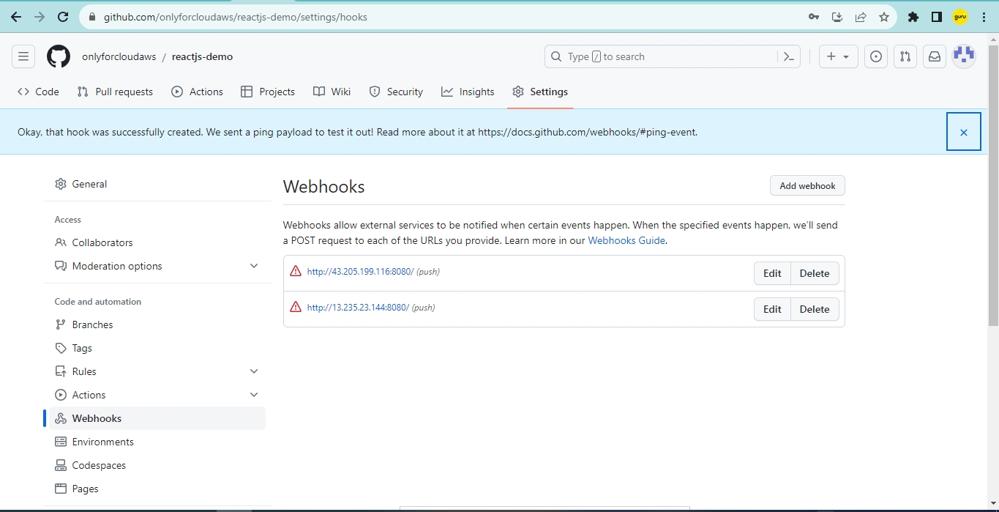 github.com/onlyforcloudaws/reactjs-demo/settings/hooks
guru
onlyforcloudaws / reactjs-demo
Type / to search
Code Pull requests Actions Projects Wiki Security Insights Settings
Okay, that hook was successfully created. We sent a ping payload to test it out! Read more about it at https://docs.github.com/webhooks/#ping-event.
General
Access
Collaborators
Moderation options
Code and automation
Branches
Tags
Rules
Actions
Webhooks
Environments
Codespaces
Pages
Webhooks
Add webhook
Webhooks allow external services to be notified when certain events happen. When the specified events happen, we’ll send
a POST request to each of the URLs you provide. Learn more in our Webhooks Guide.
http://43.205.199.116:8080/ (push) Edit Delete
http://13.235.23.144:8080/ (push) Edit Delete